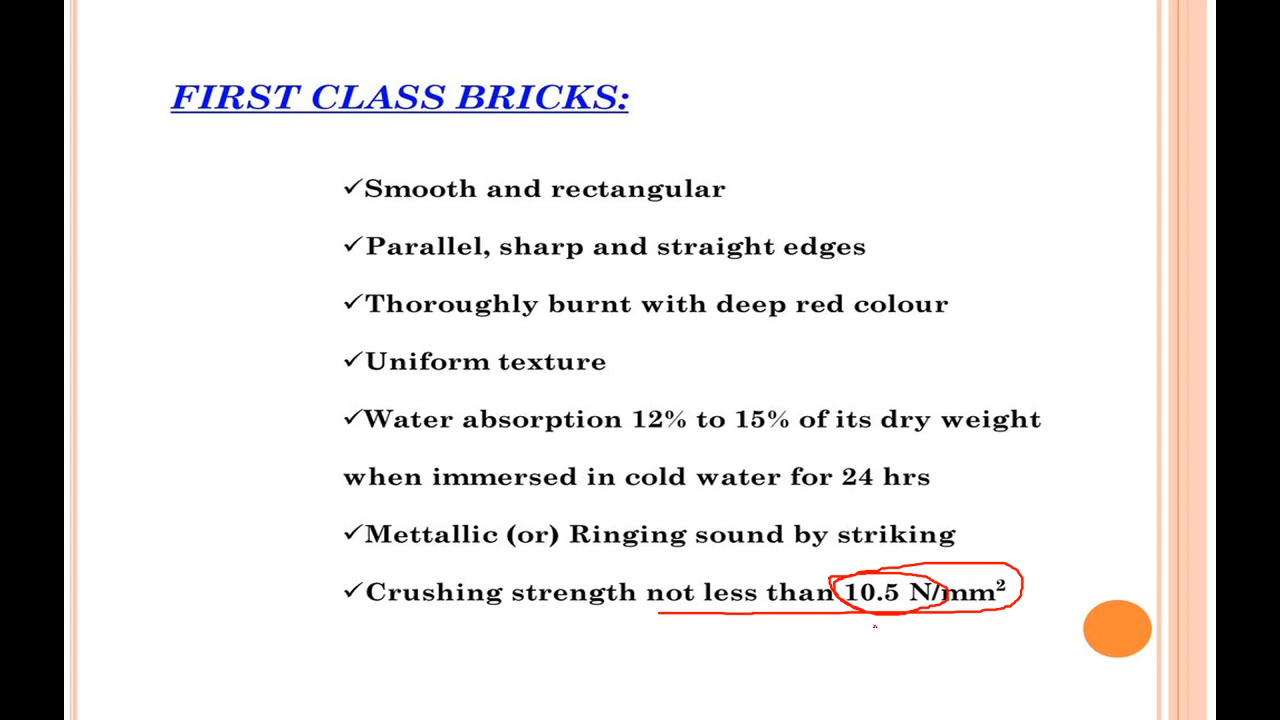 FIRST CLASS BRICKS:
✓Smooth and rectangular
✓Parallel, sharp and straight edges
✓Thoroughly burnt with deep red colour
✓Uniform texture
✓Water absorption 12% to 15% of its dry weight
when immersed in cold water for 24 hrs
✓Mettallic (or) Ringing sound by striking
✓Crushing strength not less than 10.5 N/mm²